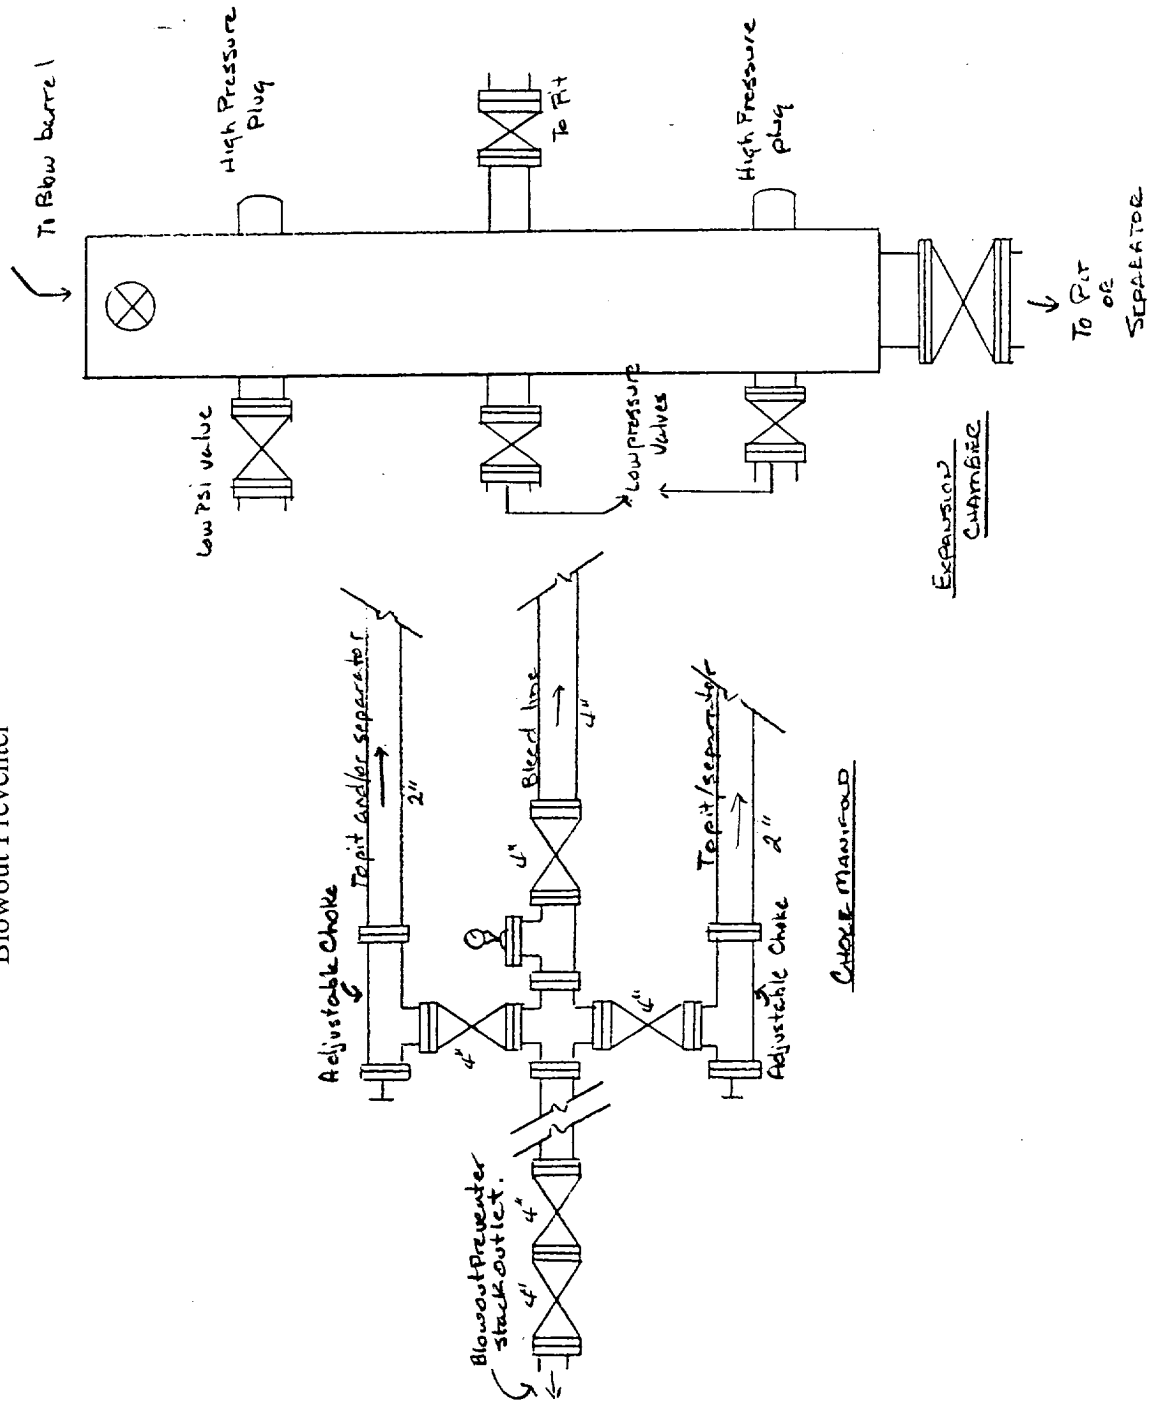 Blowout Preventer
To Blow barrel
High Pressure
plug
To Pit
High Pressure
plug
Low PSI value
Low pressure
valves
To Pit
or
SEPARATOR
EXPANSION
CHAMBER
Adjustable Choke
To pit and/or separator
2"
4"
Blowout Preventer
stack outlet.
4"
4"
4"
Bleed line
4"
4"
Adjustable Choke
To pit/separator
2"
CHOKE MANIFOLD